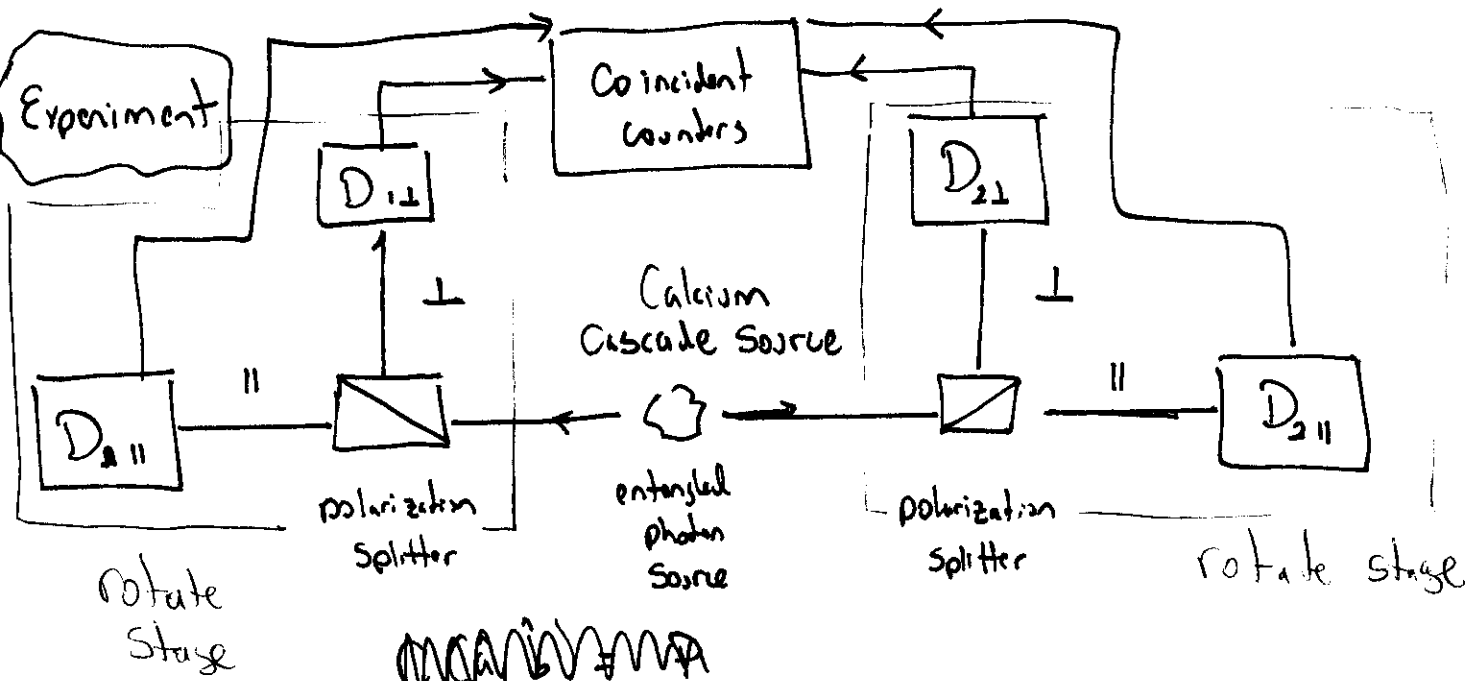 Experiment
Coincident
counters
D1⊥
D2⊥
⊥
Calcium
Cascade Source
⊥
||
||
D ||
D2||
polarization
splitter
entangled
photon
source
polarization
splitter
rotate
stage
rotate stage